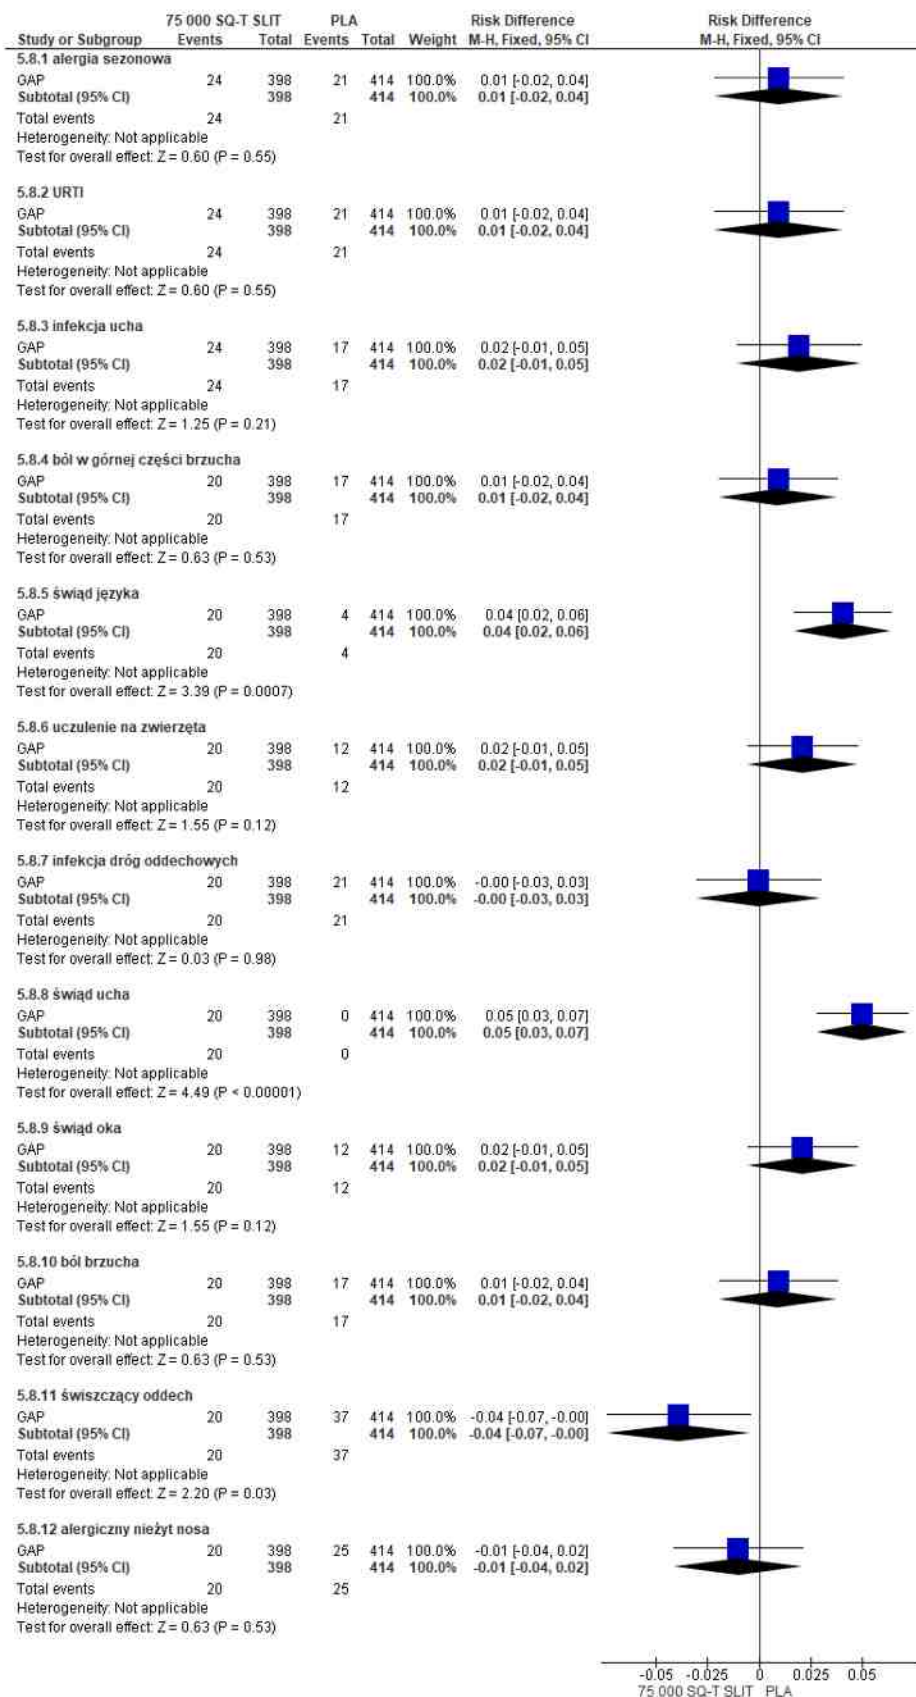 75 000 SQ-T SLIT PLA Risk Difference Risk Difference
Study or Subgroup Events Total Events Total Weight M-H, Fixed, 95% CI M-H, Fixed, 95% CI
5.8.1 alergia sezonowa
GAP 24 398 21 414 100.0% 0.01 [-0.02, 0.04]
Subtotal (95% CI) 398 414 100.0% 0.01 [-0.02, 0.04]
Total events 24 21
Heterogeneity: Not applicable
Test for overall effect: Z = 0.60 (P = 0.55)
5.8.2 URTI
GAP 24 398 21 414 100.0% 0.01 [-0.02, 0.04]
Subtotal (95% CI) 398 414 100.0% 0.01 [-0.02, 0.04]
Total events 24 21
Heterogeneity: Not applicable
Test for overall effect: Z = 0.60 (P = 0.55)
5.8.3 infekcja ucha
GAP 24 398 17 414 100.0% 0.02 [-0.01, 0.05]
Subtotal (95% CI) 398 414 100.0% 0.02 [-0.01, 0.05]
Total events 24 17
Heterogeneity: Not applicable
Test for overall effect: Z = 1.25 (P = 0.21)
5.8.4 ból w górnej części brzucha
GAP 20 398 17 414 100.0% 0.01 [-0.02, 0.04]
Subtotal (95% CI) 398 414 100.0% 0.01 [-0.02, 0.04]
Total events 20 17
Heterogeneity: Not applicable
Test for overall effect: Z = 0.63 (P = 0.53)
5.8.5 świąd języka
GAP 20 398 4 414 100.0% 0.04 [0.02, 0.06]
Subtotal (95% CI) 398 414 100.0% 0.04 [0.02, 0.06]
Total events 20 4
Heterogeneity: Not applicable
Test for overall effect: Z = 3.39 (P = 0.0007)
5.8.6 uczulenie na zwierzęta
GAP 20 398 12 414 100.0% 0.02 [-0.01, 0.05]
Subtotal (95% CI) 398 414 100.0% 0.02 [-0.01, 0.05]
Total events 20 12
Heterogeneity: Not applicable
Test for overall effect: Z = 1.55 (P = 0.12)
5.8.7 infekcja dróg oddechowych
GAP 20 398 21 414 100.0% -0.00 [-0.03, 0.03]
Subtotal (95% CI) 398 414 100.0% -0.00 [-0.03, 0.03]
Total events 20 21
Heterogeneity: Not applicable
Test for overall effect: Z = 0.03 (P = 0.98)
5.8.8 świąd ucha
GAP 20 398 0 414 100.0% 0.05 [0.03, 0.07]
Subtotal (95% CI) 398 414 100.0% 0.05 [0.03, 0.07]
Total events 20 0
Heterogeneity: Not applicable
Test for overall effect: Z = 4.49 (P < 0.00001)
5.8.9 świąd oka
GAP 20 398 12 414 100.0% 0.02 [-0.01, 0.05]
Subtotal (95% CI) 398 414 100.0% 0.02 [-0.01, 0.05]
Total events 20 12
Heterogeneity: Not applicable
Test for overall effect: Z = 1.55 (P = 0.12)
5.8.10 ból brzucha
GAP 20 398 17 414 100.0% 0.01 [-0.02, 0.04]
Subtotal (95% CI) 398 414 100.0% 0.01 [-0.02, 0.04]
Total events 20 17
Heterogeneity: Not applicable
Test for overall effect: Z = 0.63 (P = 0.53)
5.8.11 świszczący oddech
GAP 20 398 37 414 100.0% -0.04 [-0.07, -0.00]
Subtotal (95% CI) 398 414 100.0% -0.04 [-0.07, -0.00]
Total events 20 37
Heterogeneity: Not applicable
Test for overall effect: Z = 2.20 (P = 0.03)
5.8.12 alergiczny nieżyt nosa
GAP 20 398 25 414 100.0% -0.01 [-0.04, 0.02]
Subtotal (95% CI) 398 414 100.0% -0.01 [-0.04, 0.02]
Total events 20 25
Heterogeneity: Not applicable
Test for overall effect: Z = 0.63 (P = 0.53)
-0.05 -0.025 0 0.025 0.05
75 000 SQ-T SLIT PLA